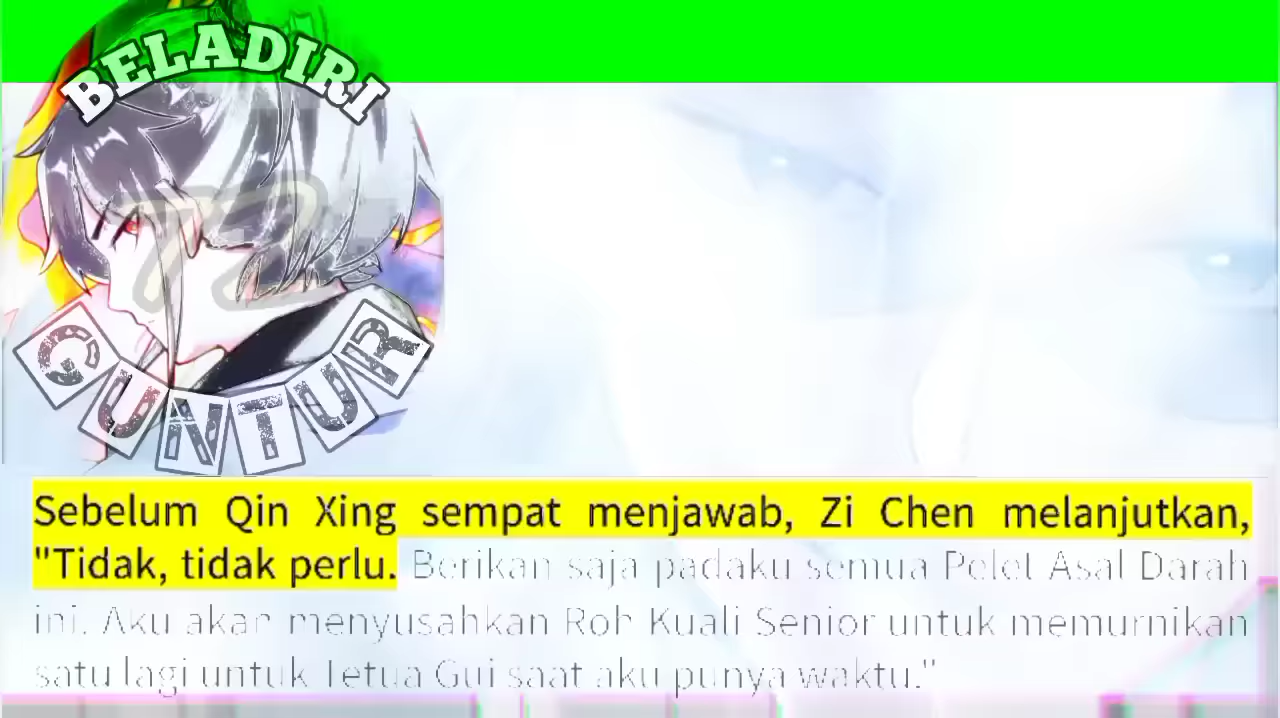 BELADIRI
GUNTUR
Sebelum Qin Xing sempat menjawab, Zi Chen melanjutkan,
"Tidak, tidak perlu. Berikan saja padaku semua Pelet Asal Darah
ini. Aku akan menyusahkan Roh Kuali Senior untuk memurnikan
satu lagi untuk Tetua Gui saat aku punya waktu."